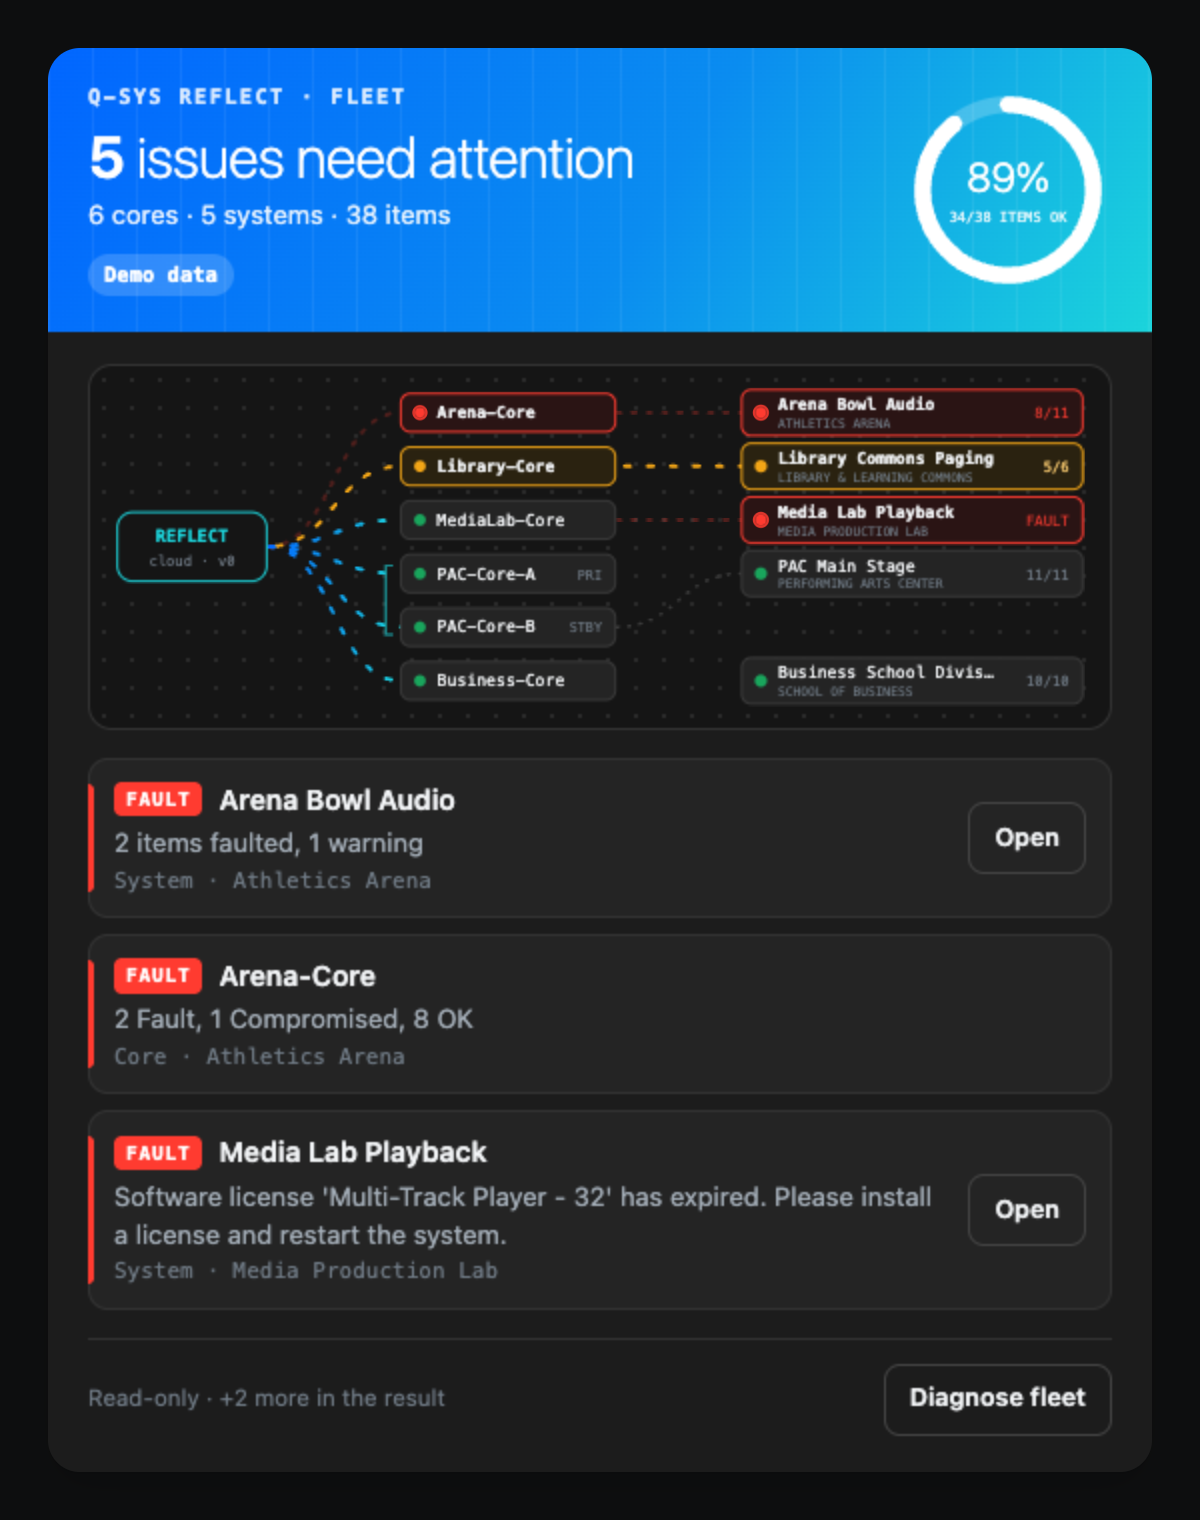 Q-SYS REFLECT · FLEET
5 issues need attention
6 cores · 5 systems · 38 items
Demo data
89%
34/38 ITEMS OK
REFLECT
cloud · v0
Arena-Core
Library-Core
MediaLab-Core
PAC-Core-A PRI
PAC-Core-B STBY
Business-Core
Arena Bowl Audio 8/11
ATHLETICS ARENA
Library Commons Paging 5/6
LIBRARY & LEARNING COMMONS
Media Lab Playback FAULT
MEDIA PRODUCTION LAB
PAC Main Stage 11/11
PERFORMING ARTS CENTER
Business School Divis… 10/10
SCHOOL OF BUSINESS
FAULT Arena Bowl Audio
2 items faulted, 1 warning
System · Athletics Arena
Open
FAULT Arena-Core
2 Fault, 1 Compromised, 8 OK
Core · Athletics Arena
FAULT Media Lab Playback
Software license 'Multi-Track Player - 32' has expired. Please install
a license and restart the system.
System · Media Production Lab
Open
Read-only · +2 more in the result
Diagnose fleet